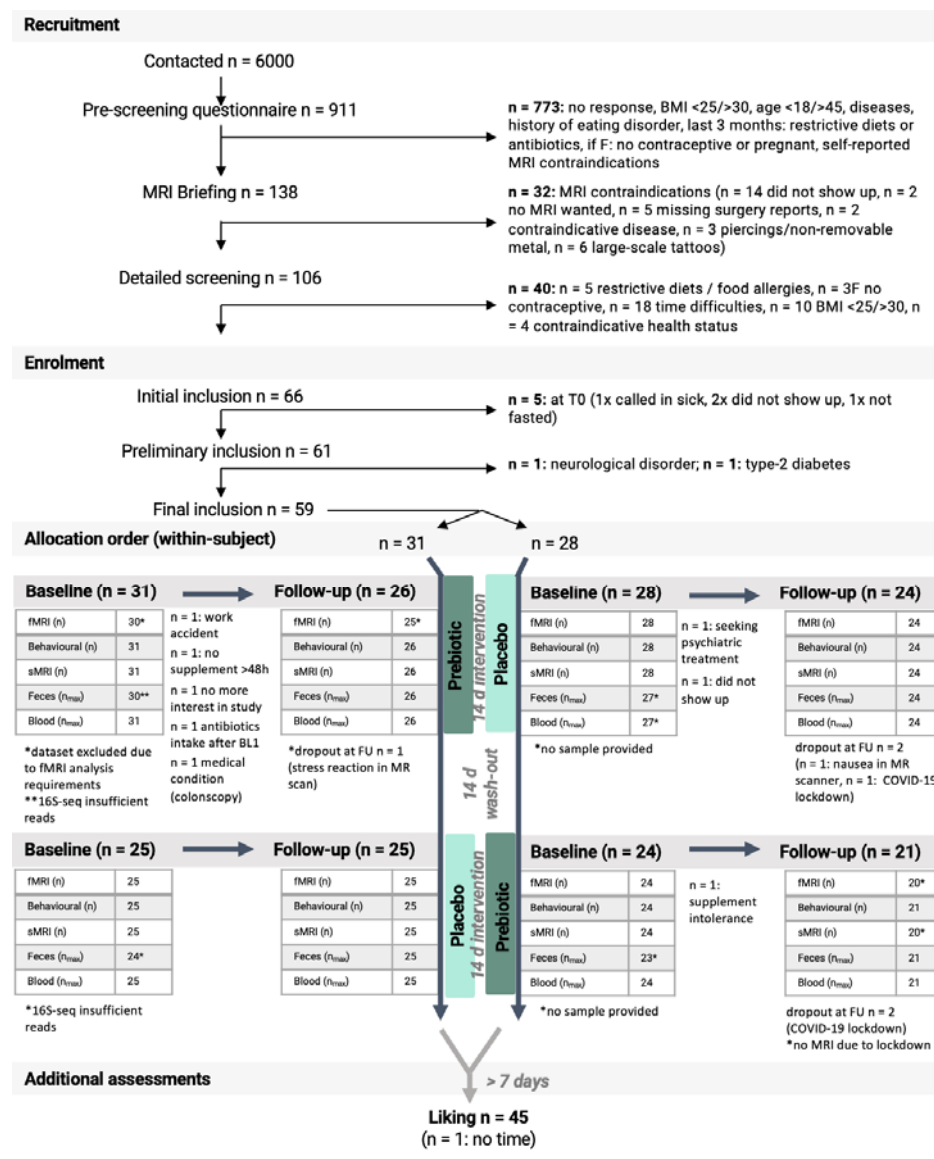 Recruitment
Contacted n = 6000
Pre-screening questionnaire n = 911
n = 773: no response, BMI <25/>30, age <18/>45, diseases,
history of eating disorder, last 3 months: restrictive diets or
antibiotics, if F: no contraceptive or pregnant, self-reported
MRI contraindications
MRI Briefing n = 138
n = 32: MRI contraindications (n = 14 did not show up, n = 2
no MRI wanted, n = 5 missing surgery reports, n = 2
contraindicative disease, n = 3 piercings/non-removable
metal, n = 6 large-scale tattoos)
Detailed screening n = 106
n = 40: n = 5 restrictive diets / food allergies, n = 3F no
contraceptive, n = 18 time difficulties, n = 10 BMI <25/>30, n
= 4 contraindicative health status
Enrolment
Initial inclusion n = 66
n = 5: at T0 (1x called in sick, 2x did not show up, 1x not
fasted)
Preliminary inclusion n = 61
n = 1: neurological disorder; n = 1: type-2 diabetes
Final inclusion n = 59
Allocation order (within-subject)
n = 31
n = 28
Baseline (n = 31)
fMRI (n) 30*
Behavioural (n) 31
sMRI (n) 31
Feces (nmax) 30**
Blood (nmax) 31
*dataset excluded due
to fMRI analysis
requirements
**16S-seq insufficient
reads
n = 1: work
accident
n = 1: no
supplement >48h
n = 1 no more
interest in study
n = 1 antibiotics
intake after BL1
n = 1 medical
condition
(colonscopy)
Follow-up (n = 26)
fMRI (n) 25*
Behavioural (n) 26
sMRI (n) 26
Feces (nmax) 26
Blood (nmax) 26
*dropout at FU n = 1
(stress reaction in MR
scan)
Prebiotic
14 d intervention
Placebo
Baseline (n = 28)
fMRI (n) 28
Behavioural (n) 28
sMRI (n) 28
Feces (nmax) 27*
Blood (nmax) 27*
*no sample provided
n = 1: seeking
psychiatric
treatment
n = 1: did not
show up
Follow-up (n = 24)
fMRI (n) 24
Behavioural (n) 24
sMRI (n) 24
Feces (nmax) 24
Blood (nmax) 24
dropout at FU n = 2
(n = 1: nausea in MR
scanner, n = 1: COVID-19
lockdown)
14 d
wash-out
Baseline (n = 25)
fMRI (n) 25
Behavioural (n) 25
sMRI (n) 25
Feces (nmax) 24*
Blood (nmax) 25
*16S-seq insufficient
reads
Follow-up (n = 25)
fMRI (n) 25
Behavioural (n) 25
sMRI (n) 25
Feces (nmax) 25
Blood (nmax) 25
Placebo
14 d intervention
Prebiotic
Baseline (n = 24)
fMRI (n) 24
Behavioural (n) 24
sMRI (n) 24
Feces (nmax) 23*
Blood (nmax) 24
*no sample provided
n = 1:
supplement
intolerance
Follow-up (n = 21)
fMRI (n) 20*
Behavioural (n) 21
sMRI (n) 20*
Feces (nmax) 21
Blood (nmax) 21
dropout at FU n = 2
(COVID-19 lockdown)
*no MRI due to lockdown
Additional assessments
> 7 days
Liking n = 45
(n = 1: no time)